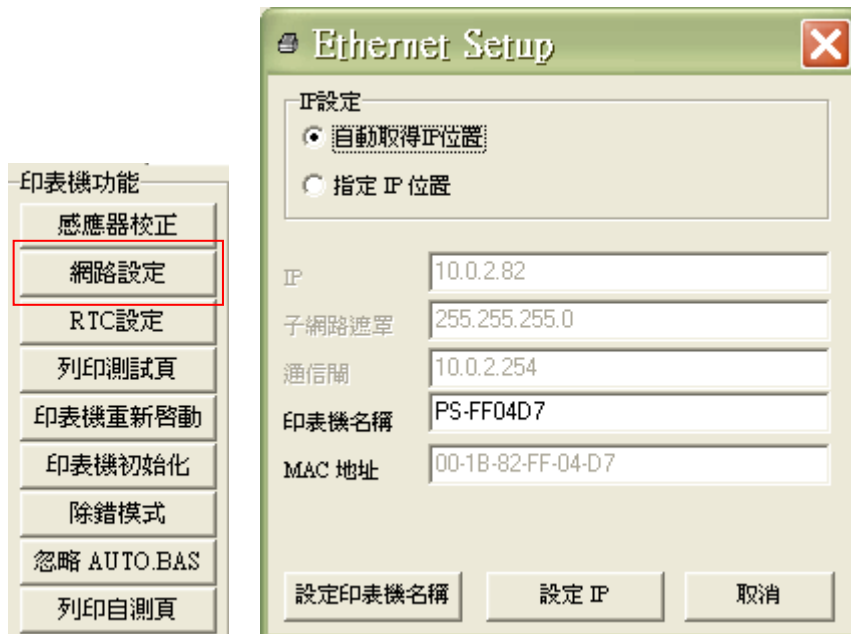 印表機功能
感應器校正
網路設定
RTC設定
列印測試頁
印表機重新啓動
印表機初始化
除錯模式
忽略 AUTO.BAS
列印自測頁
Ethernet Setup
IP設定
自動取得IP位置
指定 IP 位置
IP 10.0.2.82
子網路遮罩 255.255.255.0
通信閘 10.0.2.254
印表機名稱 PS-FF04D7
MAC 地址 00-1B-82-FF-04-D7
設定印表機名稱 設定 IP 取消